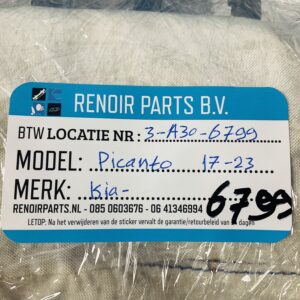 RENOIR PARTS B.V.
BTW LOCATIE NR : 3-A30-6799
MODEL: Picanto 17-23
MERK: Kia-
RENOIRPARTS.NL - 085 0603676 - 06 41346994
6799
LETOP: Na het verwijderen van de sticker vervalt de garantie/retourbeleid van 14 dagen